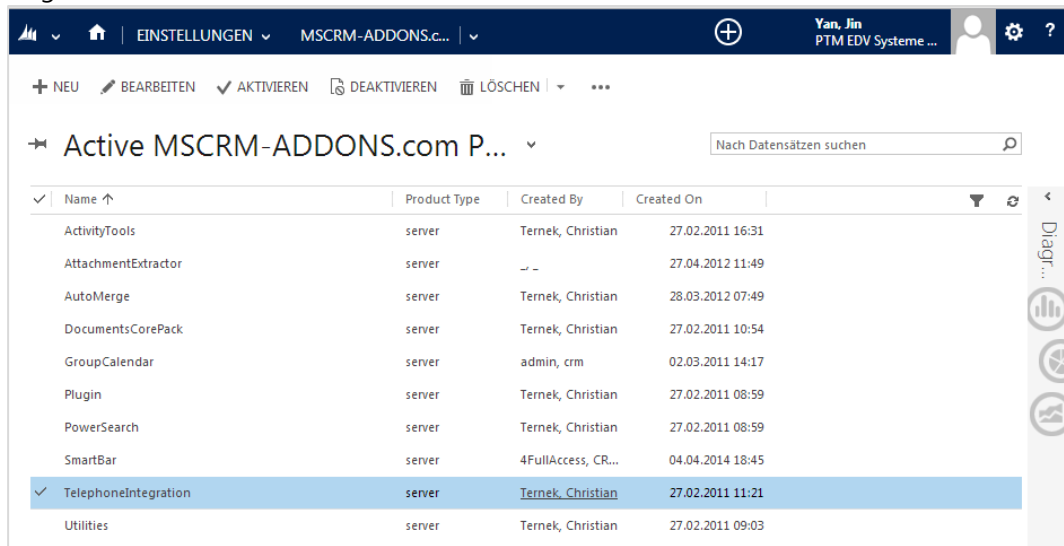 EINSTELLUNGEN MSCRM-ADDONS.c... Yan, Jin
PTM EDV Systeme ... ?
NEU BEARBEITEN AKTIVIEREN DEAKTIVIEREN LÖSCHEN ...
Active MSCRM-ADDONS.com P... Nach Datensätzen suchen
Name Product Type Created By Created On
ActivityTools server Ternek, Christian 27.02.2011 16:31
AttachmentExtractor server _, _ 27.04.2012 11:49
AutoMerge server Ternek, Christian 28.03.2012 07:49
DocumentsCorePack server Ternek, Christian 27.02.2011 10:54
GroupCalendar server admin, crm 02.03.2011 14:17
Plugin server Ternek, Christian 27.02.2011 08:59
PowerSearch server Ternek, Christian 27.02.2011 08:59
SmartBar server 4FullAccess, CR... 04.04.2014 18:45
TelephoneIntegration server Ternek, Christian 27.02.2011 11:21
Utilities server Ternek, Christian 27.02.2011 09:03
Diagr...